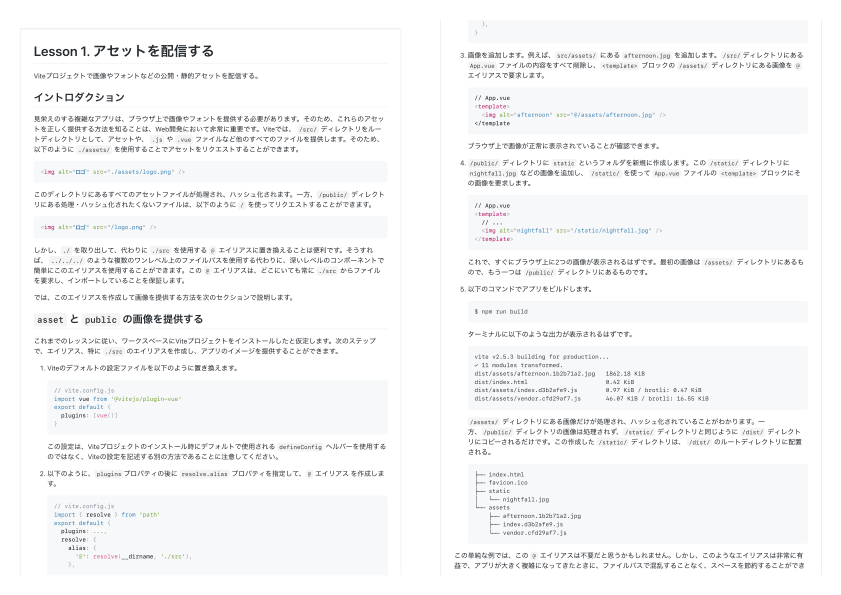 Lesson 1. アセットを配信する
Viteプロジェクトで画像やフォントなどの公開・静的アセットを配信する。
イントロダクション
見栄えのする複雑なアプリは、ブラウザ上で画像やフォントを提供する必要があります。そのため、これらのアセッ
トを正しく提供する方法を知ることは、Web開発において非常に重要です。Viteでは、 /src/ ディレクトリをルー
トディレクトリとして、アセットや、 .js や .vue ファイルなど他のすべてのファイルを提供します。そのため、
以下のように ./assets/ を使用することでアセットをリクエストすることができます。
<img alt="ロゴ" src="./assets/logo.png" />
このディレクトリにあるすべてのアセットファイルが処理され、ハッシュ化されます。一方、 /public/ ディレクト
リにある処理・ハッシュ化されたくないファイルは、以下のように / を使ってリクエストすることができます。
<img alt="ロゴ" src="/logo.png" />
しかし、 ./ を取り出して、代わりに ./src を使用する @ エイリアスに置き換えることは便利です。そうすれ
ば、 ../../../ のような複数のワンレベル上のファイルパスを使用する代わりに、深いレベルのコンポーネントで
簡単にこのエイリアスを使用することができます。この @ エイリアスは、どこにいても常に ./src からファイル
を要求し、インポートしていることを保証します。
では、このエイリアスを作成して画像を提供する方法を次のセクションで説明します。
asset と public の画像を提供する
これまでのレッスンに従い、ワークスペースにViteプロジェクトをインストールしたと仮定します。次のステップ
で、エイリアス、特に ./src のエイリアスを作成し、アプリのイメージを提供することができます。
1. Viteのデフォルトの設定ファイルを以下のように置き換えます。
// vite.config.js
import vue from '@vitejs/plugin-vue'
export default {
plugins: [vue()]
}
この設定は、Viteプロジェクトのインストール時にデフォルトで使用される defineConfig ヘルパーを使用する
のではなく、Viteの設定を記述する別の方法であることに注意してください。
2. 以下のように、 plugins プロパティの後に resolve.alias プロパティを指定して、 @ エイリアス を作成しま
す。
// vite.config.js
import { resolve } from 'path'
export default {
plugins: ...,
resolve: {
alias: {
'@': resolve(__dirname, './src'),
},
},
}
3. 画像を追加します。例えば、 src/assets/ にある afternoon.jpg を追加します。 /src/ ディレクトリにある
App.vue ファイルの内容をすべて削除し、 <template> ブロックの /assets/ ディレクトリにある画像を @
エイリアスで要求します。
// App.vue
<template>
<img alt="afternoon" src="@/assets/afternoon.jpg" />
</template
ブラウザ上で画像が正常に表示されていることが確認できます。
4. /public/ ディレクトリに static というフォルダを新規に作成します。この /static/ ディレクトリに
nightfall.jpg などの画像を追加し、 /static/ を使って App.vue ファイルの <template> ブロックにそ
の画像を要求します。
// App.vue
<template>
// ...
<img alt="nightfall" src="/static/nightfall.jpg" />
</template>
これで、すぐにブラウザ上に2つの画像が表示されるはずです。最初の画像は /assets/ ディレクトリにあるも
ので、もう一つは /public/ ディレクトリにあるものです。
5. 以下のコマンドでアプリをビルドします。
$ npm run build
ターミナルに以下のような出力が表示されるはずです。
vite v2.5.3 building for production...
✓ 11 modules transformed.
dist/assets/afternoon.1b2b71a2.jpg 1862.18 KiB
dist/index.html 0.42 KiB
dist/assets/index.d3b2afe9.js 0.97 KiB / brotli: 0.47 KiB
dist/assets/vendor.cfd29af7.js 46.07 KiB / brotli: 16.55 KiB
/assets/ ディレクトリにある画像だけが処理され、ハッシュ化されていることがわかります。一
方、 /public/ ディレクトリの画像は処理されず、 /static/ ディレクトリと同じように /dist/ ディレクト
リにコピーされるだけです。この作成した /static/ ディレクトリは、 /dist/ のルートディレクトリに配置
される。
├── index.html
├── favicon.ico
├── static
│ └── nightfall.jpg
└── assets
├── afternoon.1b2b71a2.jpg
├── index.d3b2afe9.js
└── vendor.cfd29af7.js
この単純な例では、この @ エイリアスは不要だと思うかもしれません。しかし、このようなエイリアスは非常に有
益で、アプリが大きく複雑になってきたときに、ファイルパスで混乱することなく、スペースを節約することができ